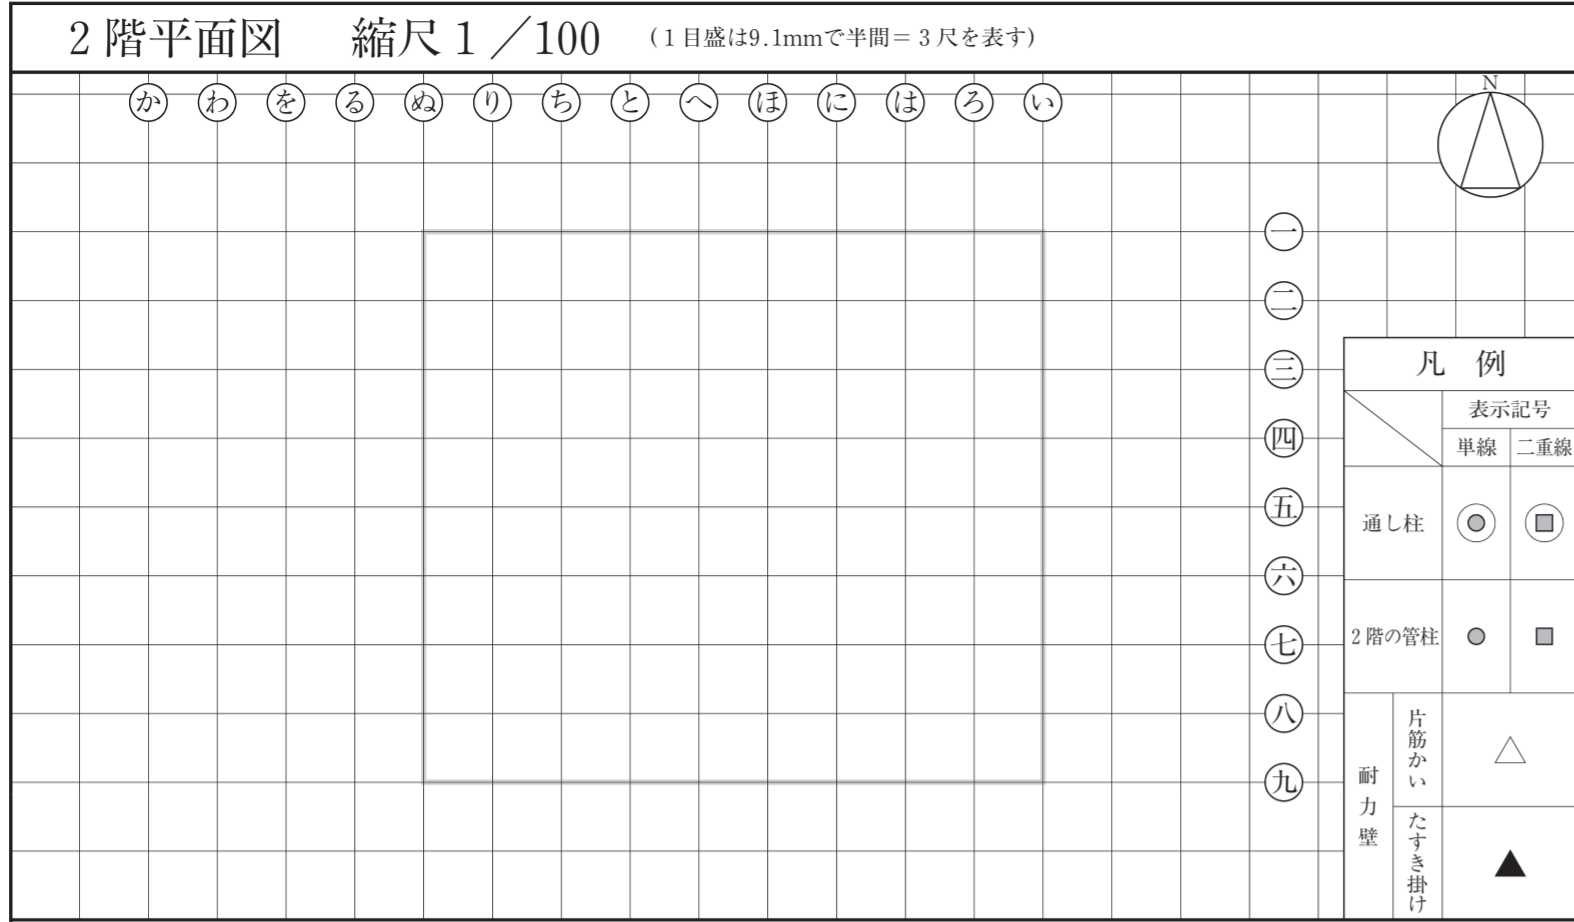 ２階平面図　縮尺１／100　(１目盛は9.1mmで半間＝３尺を表す)
か わ を る ぬ り ち と へ ほ に は ろ い
N
一
二
三
四
五
六
七
八
九
凡 例
表示記号
単線 二重線
通し柱
２階の管柱
耐力壁
片筋かい
たすき掛け